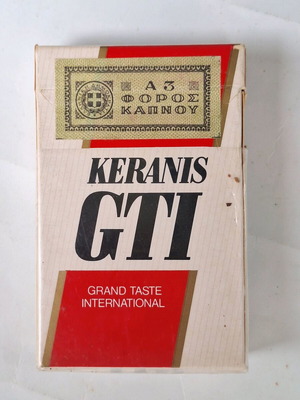 Α3
ΦΟΡΟΣ
ΚΑΠΝΟΥ
KERANIS
GTI
GRAND TASTE
INTERNATIONAL